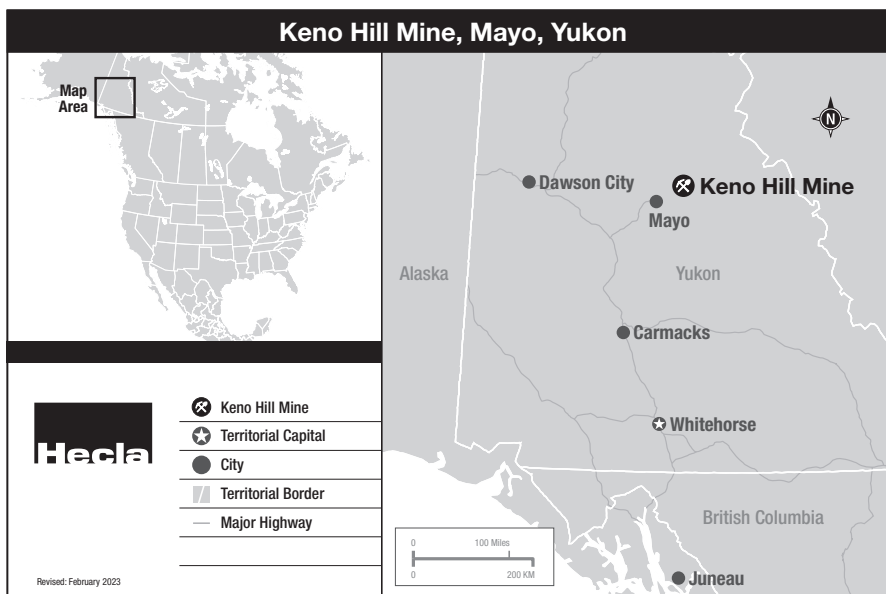 Keno Hill Mine, Mayo, Yukon
Map
Area
N
Dawson City
Keno Hill Mine
Mayo
Alaska
Yukon
Carmacks
Whitehorse
British Columbia
Juneau
0 100 Miles
0 200 KM
Hecla
Keno Hill Mine
Territorial Capital
City
Territorial Border
Major Highway
Revised: February 2023